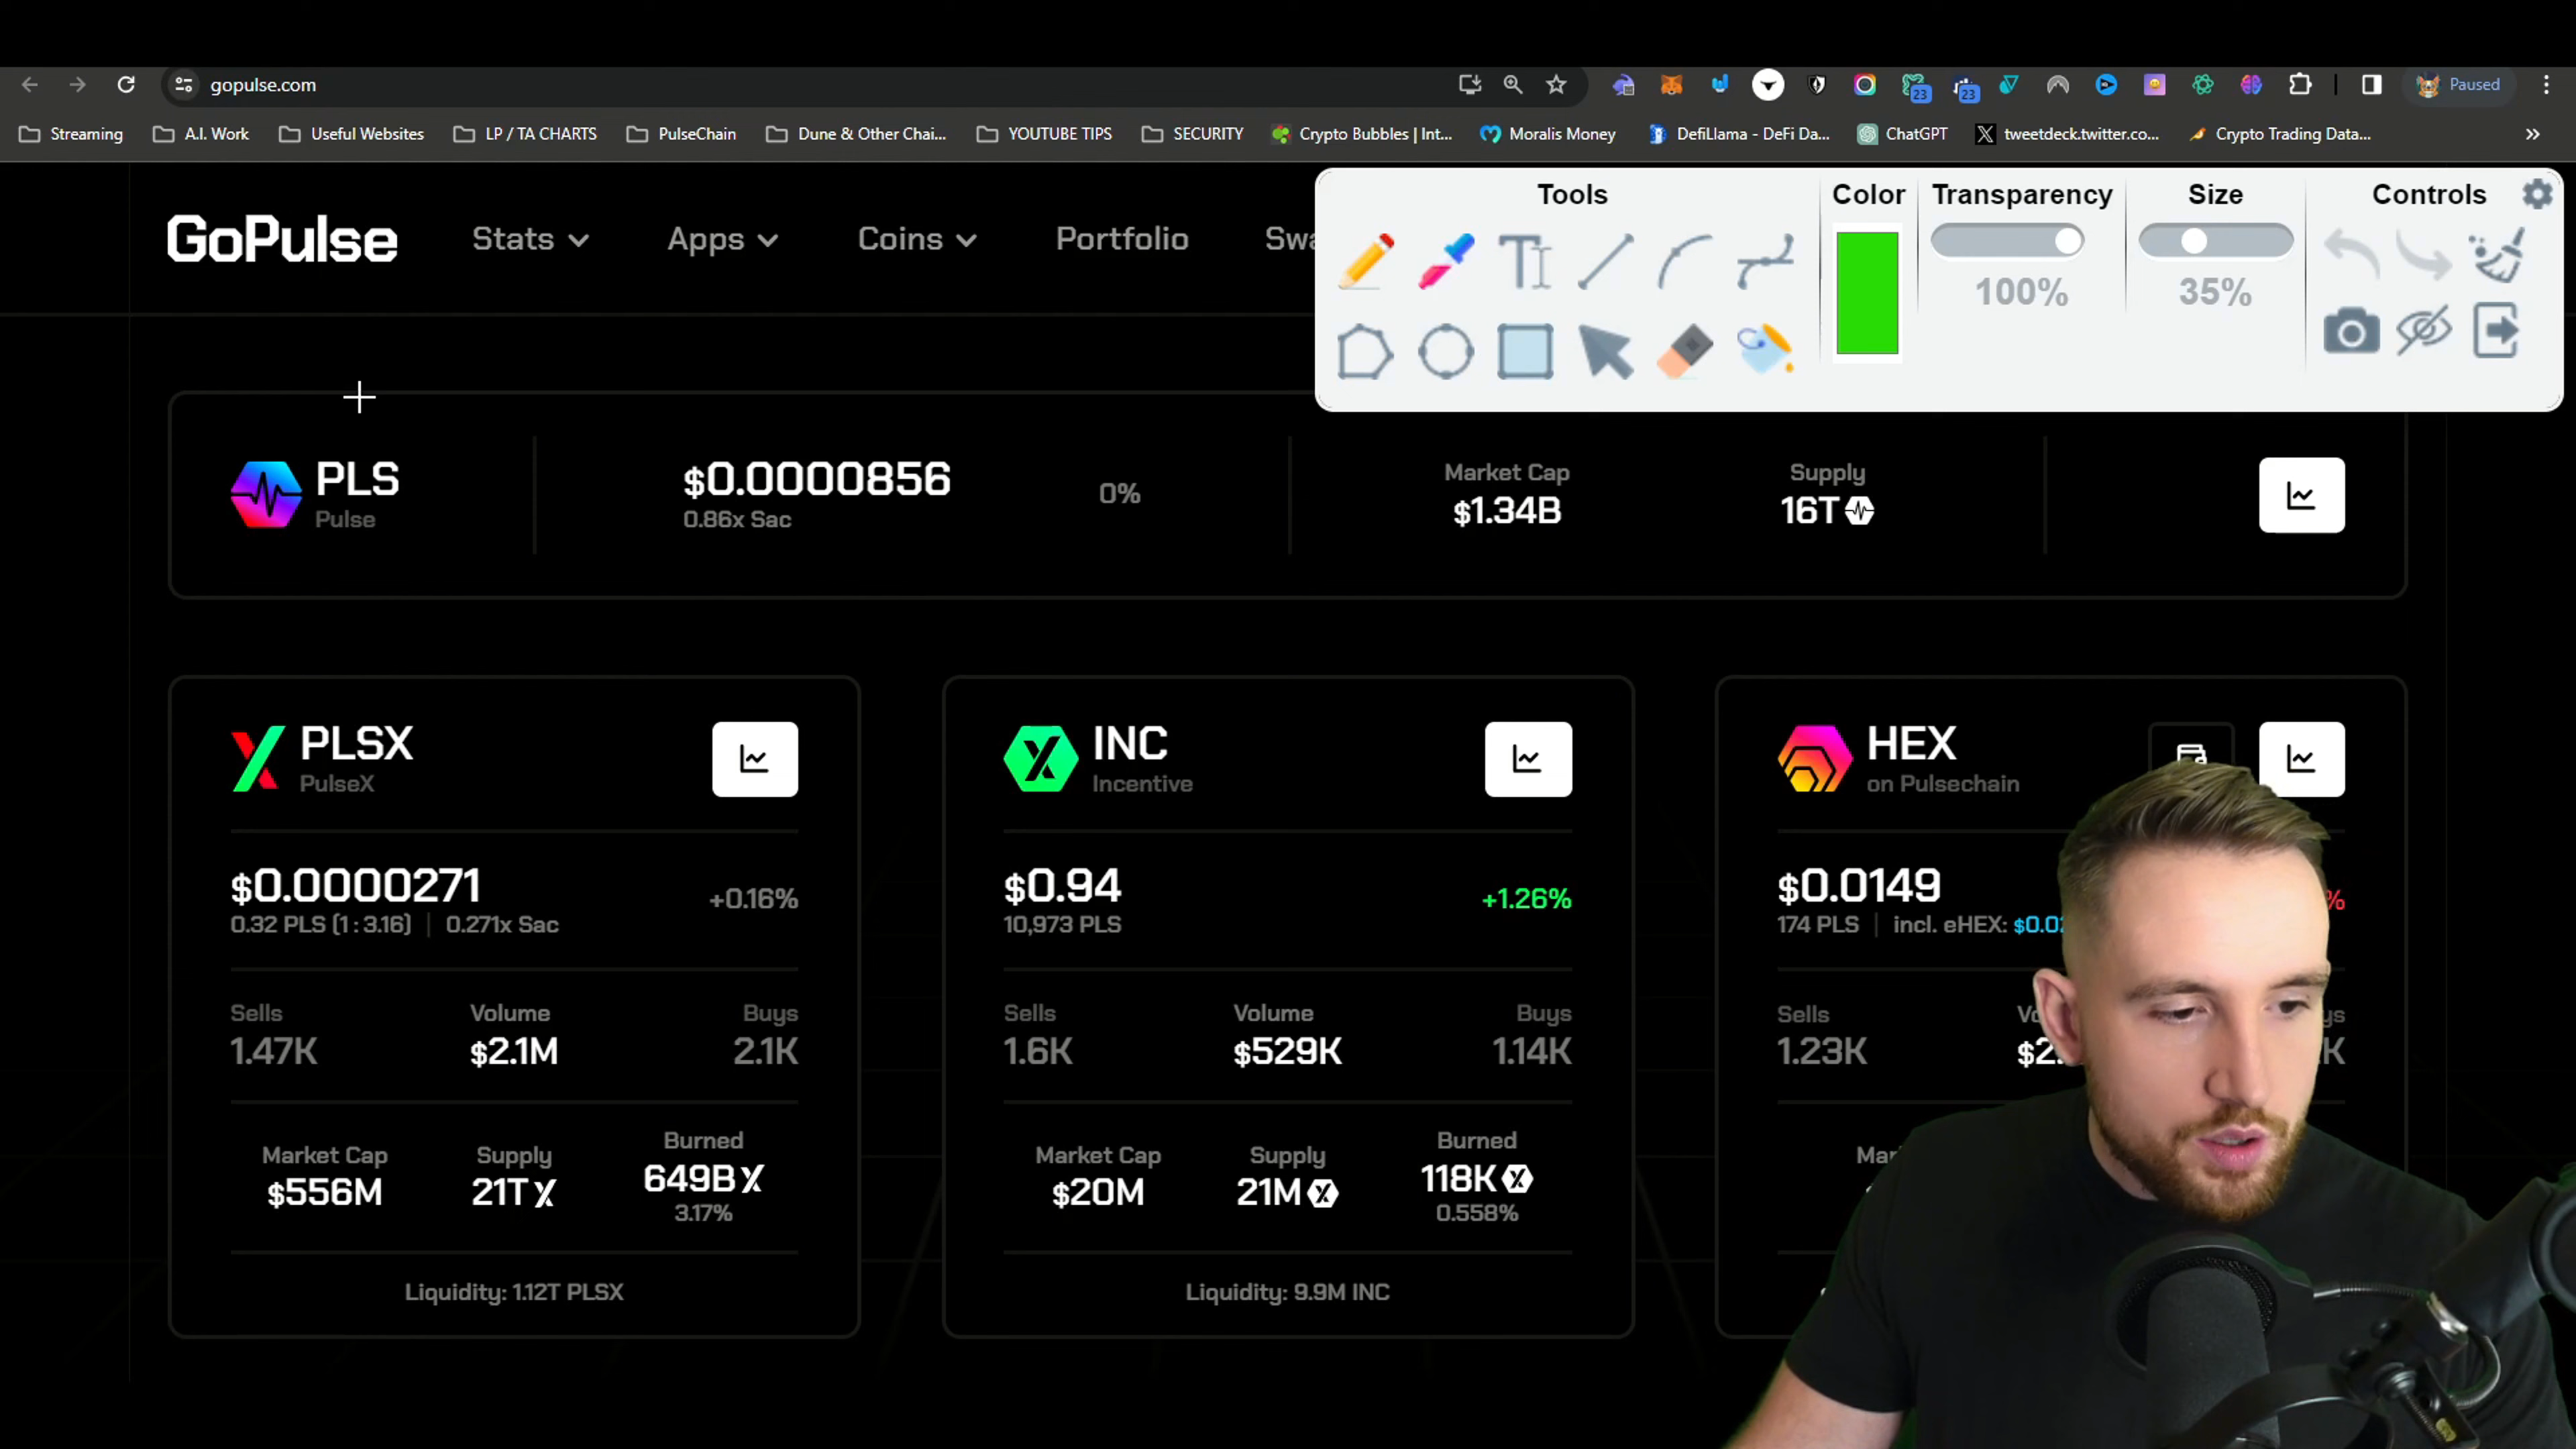 gopulse.com
Paused
23
23
Streaming
A.I. Work
Useful Websites
LP / TA CHARTS
PulseChain
Dune & Other Chai...
YOUTUBE TIPS
SECURITY
Crypto Bubbles | Int...
Moralis Money
DefiLlama - DeFi Da...
ChatGPT
tweetdeck.twitter.co...
Crypto Trading Data...
GoPulse
Stats
Apps
Coins
Portfolio
Swa
Tools
Color
Transparency
100%
Size
35%
Controls
PLS
Pulse
$0.0000856
0.86x Sac
0%
Market Cap
$1.34B
Supply
16T
PLSX
PulseX
$0.0000271
+0.16%
0.32 PLS (1 : 3.16) | 0.271x Sac
Sells
1.47K
Volume
$2.1M
Buys
2.1K
Market Cap
$556M
Supply
21T
Burned
649B
3.17%
Liquidity: 1.12T PLSX
INC
Incentive
$0.94
+1.26%
10,973 PLS
Sells
1.6K
Volume
$529K
Buys
1.14K
Market Cap
$20M
Supply
21M
Burned
118K
0.558%
Liquidity: 9.9M INC
HEX
on Pulsechain
$0.0149
%
174 PLS | incl. eHEX: $0.0
Sells
1.23K